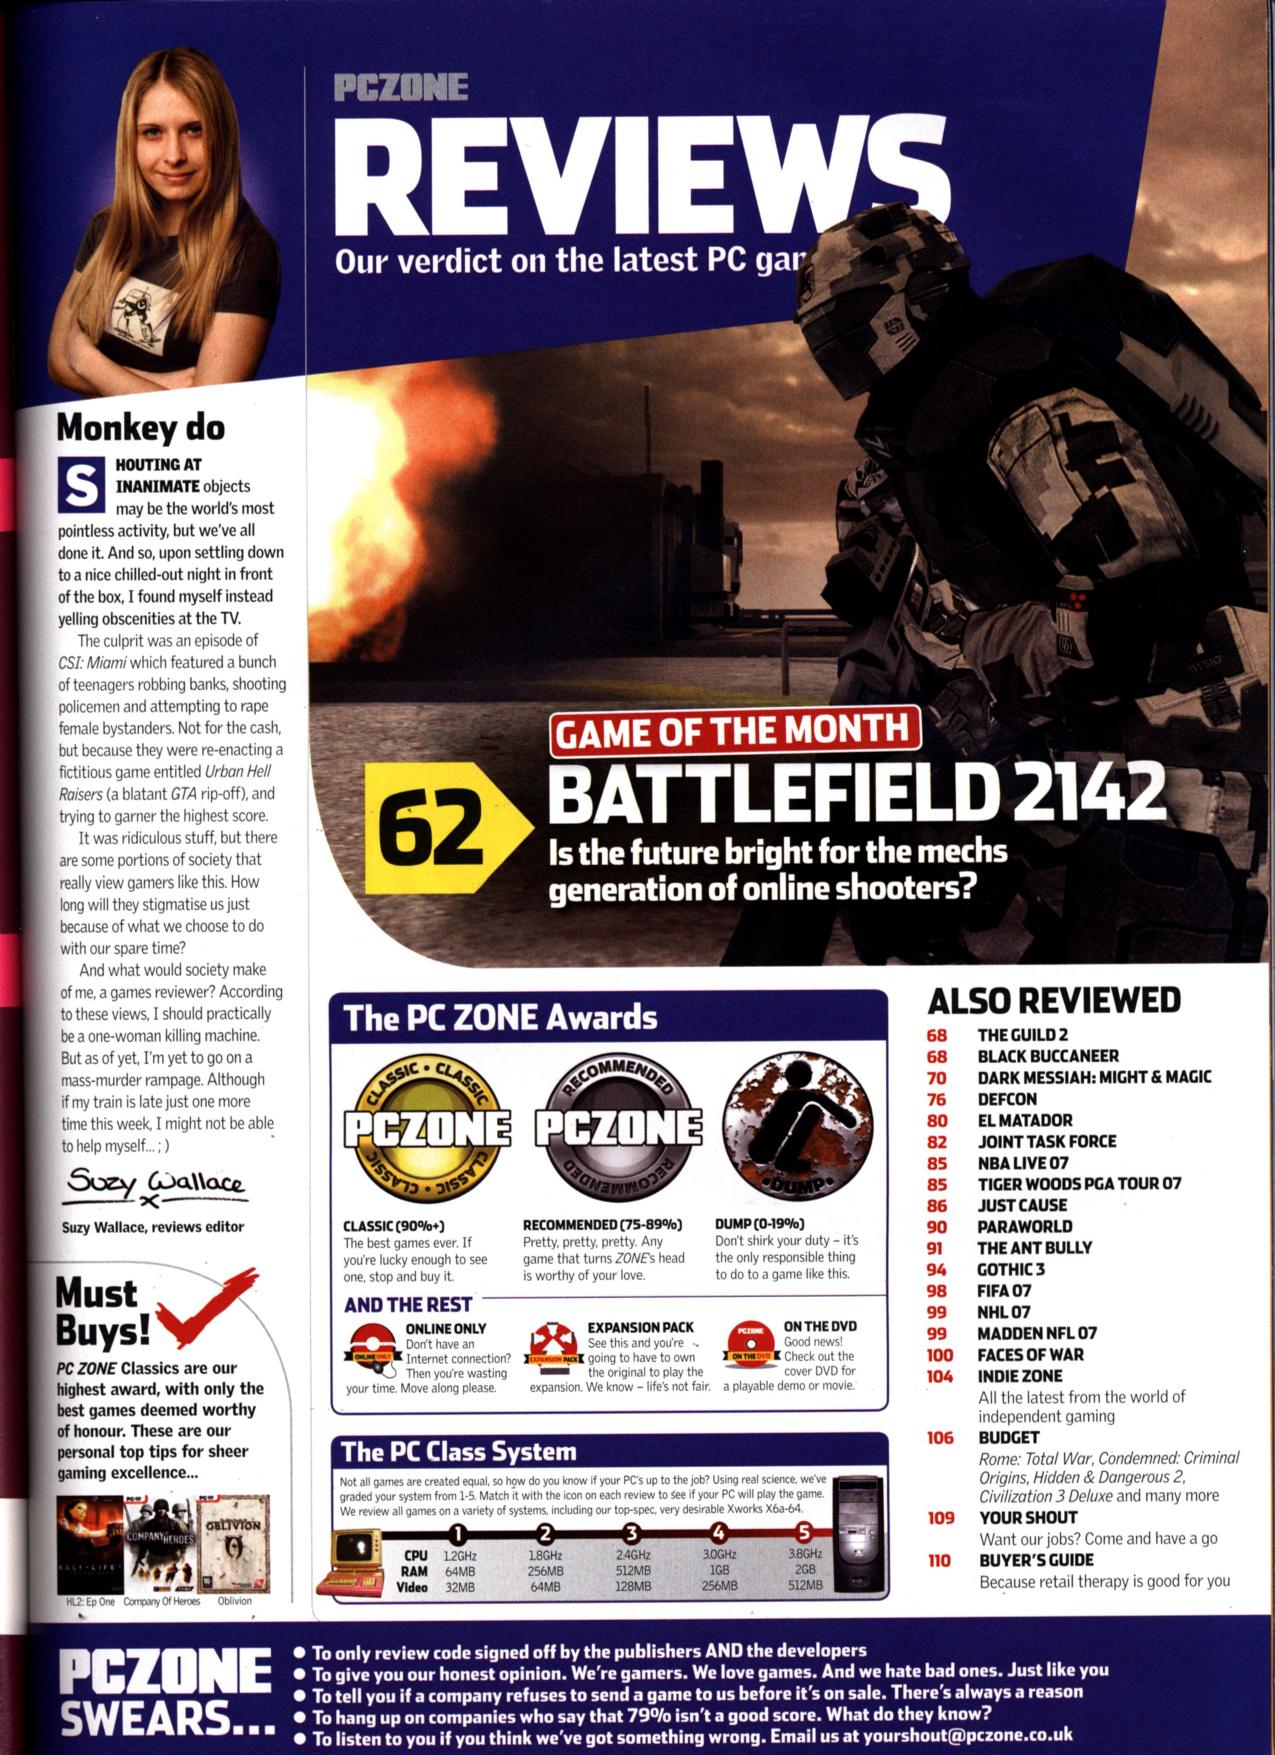 PCZONE
REVIEWS
Our verdict on the latest PC gam
Monkey do
SHOUTING AT
INANIMATE objects
may be the world's most
pointless activity, but we've all
done it. And so, upon settling down
to a nice chilled-out night in front
of the box, I found myself instead
yelling obscenities at the TV.
The culprit was an episode of
CSI: Miami which featured a bunch
of teenagers robbing banks, shooting
policemen and attempting to rape
female bystanders. Not for the cash,
but because they were re-enacting a
fictitious game entitled Urban Hell
Raisers (a blatant GTA rip-off), and
trying to garner the highest score.
It was ridiculous stuff, but there
are some portions of society that
really view gamers like this. How
long will they stigmatise us just
because of what we choose to do
with our spare time?
And what would society make
of me, a games reviewer? According
to these views, I should practically
be a one-woman killing machine.
But as of yet, I'm yet to go on a
mass-murder rampage. Although
if my train is late just one more
time this week, I might not be able
to help myself... ; )
Suzy Wallace
x
Suzy Wallace, reviews editor
Must
Buys!
PC ZONE Classics are our
highest award, with only the
best games deemed worthy
of honour. These are our
personal top tips for sheer
gaming excellence...
HALF-LIFE
COMPANY HEROES
OBLIVION
HL2: Ep One
Company Of Heroes
Oblivion
GAME OF THE MONTH
62
BATTLEFIELD 2142
Is the future bright for the mechs
generation of online shooters?
The PC ZONE Awards
CLASSIC • CLASSIC
PCZONE
CLASSIC • CLASSIC
RECOMMENDED
PCZONE
RECOMMENDED
• DUMP •
CLASSIC (90%+)
The best games ever. If
you're lucky enough to see
one, stop and buy it.
RECOMMENDED (75-89%)
Pretty, pretty, pretty. Any
game that turns ZONE's head
is worthy of your love.
DUMP (0-19%)
Don't shirk your duty – it's
the only responsible thing
to do to a game like this.
AND THE REST
ONLINE ONLY
ONLINE ONLY
Don't have an
Internet connection?
Then you're wasting
your time. Move along please.
EXPANSION PACK
EXPANSION PACK
See this and you're
going to have to own
the original to play the
expansion. We know – life's not fair.
PCZONE
ON THE DVD
ON THE DVD
Good news!
Check out the
cover DVD for
a playable demo or movie.
The PC Class System
Not all games are created equal, so how do you know if your PC's up to the job? Using real science, we've
graded your system from 1-5. Match it with the icon on each review to see if your PC will play the game.
We review all games on a variety of systems, including our top-spec, very desirable Xworks X6a-64.
1 2 3 4 5
CPU 1.2GHz 1.8GHz 2.4GHz 3.0GHz 3.8GHz
RAM 64MB 256MB 512MB 1GB 2GB
Video 32MB 64MB 128MB 256MB 512MB
ALSO REVIEWED
68 THE GUILD 2
68 BLACK BUCCANEER
70 DARK MESSIAH: MIGHT & MAGIC
76 DEFCON
80 EL MATADOR
82 JOINT TASK FORCE
85 NBA LIVE 07
85 TIGER WOODS PGA TOUR 07
86 JUST CAUSE
90 PARAWORLD
91 THE ANT BULLY
94 GOTHIC 3
98 FIFA 07
99 NHL 07
99 MADDEN NFL 07
100 FACES OF WAR
104 INDIE ZONE
All the latest from the world of
independent gaming
106 BUDGET
Rome: Total War, Condemned: Criminal
Origins, Hidden & Dangerous 2,
Civilization 3 Deluxe and many more
109 YOUR SHOUT
Want our jobs? Come and have a go
110 BUYER'S GUIDE
Because retail therapy is good for you
PCZONE
SWEARS...
• To only review code signed off by the publishers AND the developers
• To give you our honest opinion. We're gamers. We love games. And we hate bad ones. Just like you
• To tell you if a company refuses to send a game to us before it's on sale. There's always a reason
• To hang up on companies who say that 79% isn't a good score. What do they know?
• To listen to you if you think we've got something wrong. Email us at yourshout@pczone.co.uk